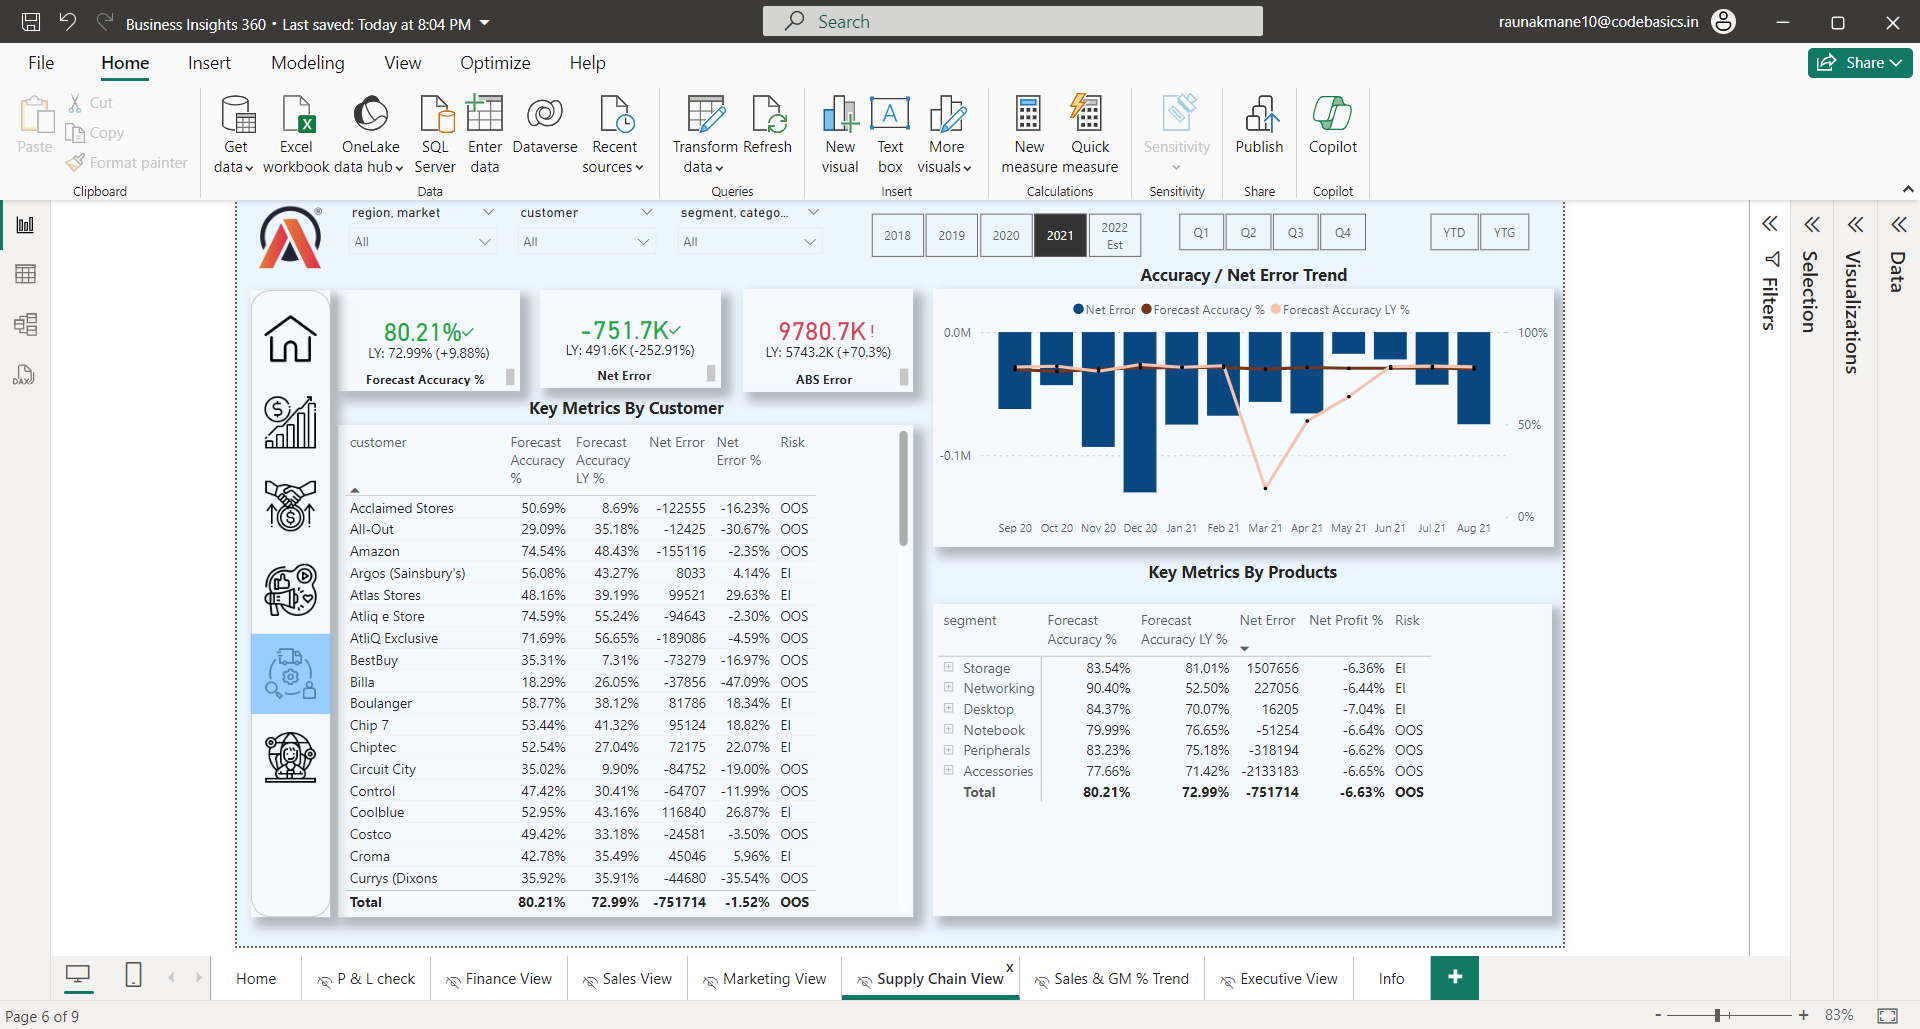 Business Insights 360 • Last saved: Today at 8:04 PM
Search
raunakmane10@codebasics.in
File Home Insert Modeling View Optimize Help
Share
Paste
Cut
Copy
Format painter
Clipboard
Get data
Excel workbook
OneLake data hub
SQL Server
Enter data
Dataverse
Recent sources
Data
Transform data
Refresh
Queries
New visual
Text box
More visuals
Insert
New measure
Quick measure
Calculations
Sensitivity
Sensitivity
Publish
Share
Copilot
Copilot
region, market
All
customer
All
segment, catego...
All
2018 2019 2020 2021 2022 Est
Q1 Q2 Q3 Q4
YTD YTG
80.21%
LY: 72.99% (+9.88%)
Forecast Accuracy %
-751.7K
LY: 491.6K (-252.91%)
Net Error
9780.7K!
LY: 5743.2K (+70.3%)
ABS Error
Key Metrics By Customer
customer Forecast Accuracy % Forecast Accuracy LY % Net Error Net Error % Risk
Acclaimed Stores 50.69% 8.69% -122555 -16.23% OOS
All-Out 29.09% 35.18% -12425 -30.67% OOS
Amazon 74.54% 48.43% -155116 -2.35% OOS
Argos (Sainsbury's) 56.08% 43.27% 8033 4.14% EI
Atlas Stores 48.16% 39.19% 99521 29.63% EI
Atliq e Store 74.59% 55.24% -94643 -2.30% OOS
AtliQ Exclusive 71.69% 56.65% -189086 -4.59% OOS
BestBuy 35.31% 7.31% -73279 -16.97% OOS
Billa 18.29% 26.05% -37856 -47.09% OOS
Boulanger 58.77% 38.12% 81786 18.34% EI
Chip 7 53.44% 41.32% 95124 18.82% EI
Chiptec 52.54% 27.04% 72175 22.07% EI
Circuit City 35.02% 9.90% -84752 -19.00% OOS
Control 47.42% 30.41% -64707 -11.99% OOS
Coolblue 52.95% 43.16% 116840 26.87% EI
Costco 49.42% 33.18% -24581 -3.50% OOS
Croma 42.78% 35.49% 45046 5.96% EI
Currys (Dixons 35.92% 35.91% -44680 -35.54% OOS
Total 80.21% 72.99% -751714 -1.52% OOS
Accuracy / Net Error Trend
Net Error Forecast Accuracy % Forecast Accuracy LY %
0.0M
-0.1M
100%
50%
0%
Sep 20 Oct 20 Nov 20 Dec 20 Jan 21 Feb 21 Mar 21 Apr 21 May 21 Jun 21 Jul 21 Aug 21
Key Metrics By Products
segment Forecast Accuracy % Forecast Accuracy LY % Net Error Net Profit % Risk
Storage 83.54% 81.01% 1507656 -6.36% EI
Networking 90.40% 52.50% 227056 -6.44% EI
Desktop 84.37% 70.07% 16205 -7.04% EI
Notebook 79.99% 76.65% -51254 -6.64% OOS
Peripherals 83.23% 75.18% -318194 -6.62% OOS
Accessories 77.66% 71.42% -2133183 -6.65% OOS
Total 80.21% 72.99% -751714 -6.63% OOS
Filters
Selection
Visualizations
Data
DAX
Home
P & L check
Finance View
Sales View
Marketing View
Supply Chain View x
Sales & GM % Trend
Executive View
Info
+
Page 6 of 9
- + 83%